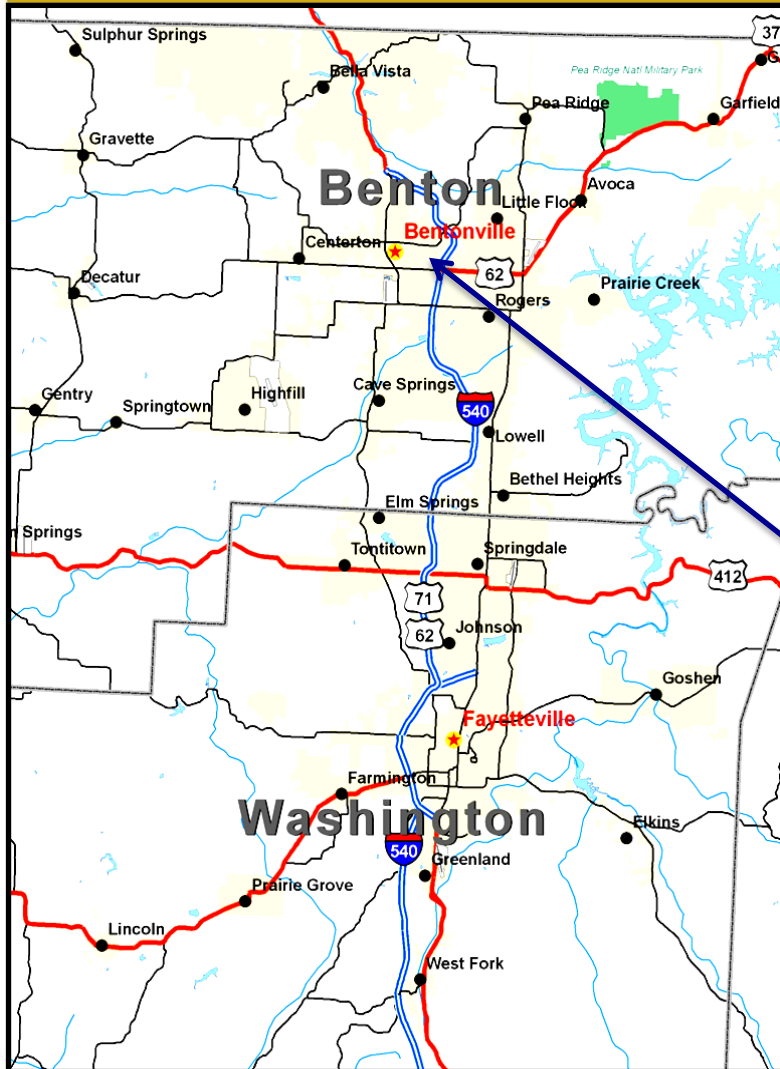 37
Sulphur Springs
G
Bella Vista
Pea Ridge Natl Military Park
Pea Ridge
Garfield
Gravette
Benton
Avoca
Little Flock
Bentonville
Centerton
62
Decatur
Prairie Creek
Rogers
Cave Springs
Gentry
Highfill
Springtown
540
Lowell
Bethel Heights
Elm Springs
n Springs
Tontitown
Springdale
412
71
62
Johnson
Goshen
Fayetteville
Farmington
Washington
Elkins
540
Greenland
Prairie Grove
Lincoln
West Fork